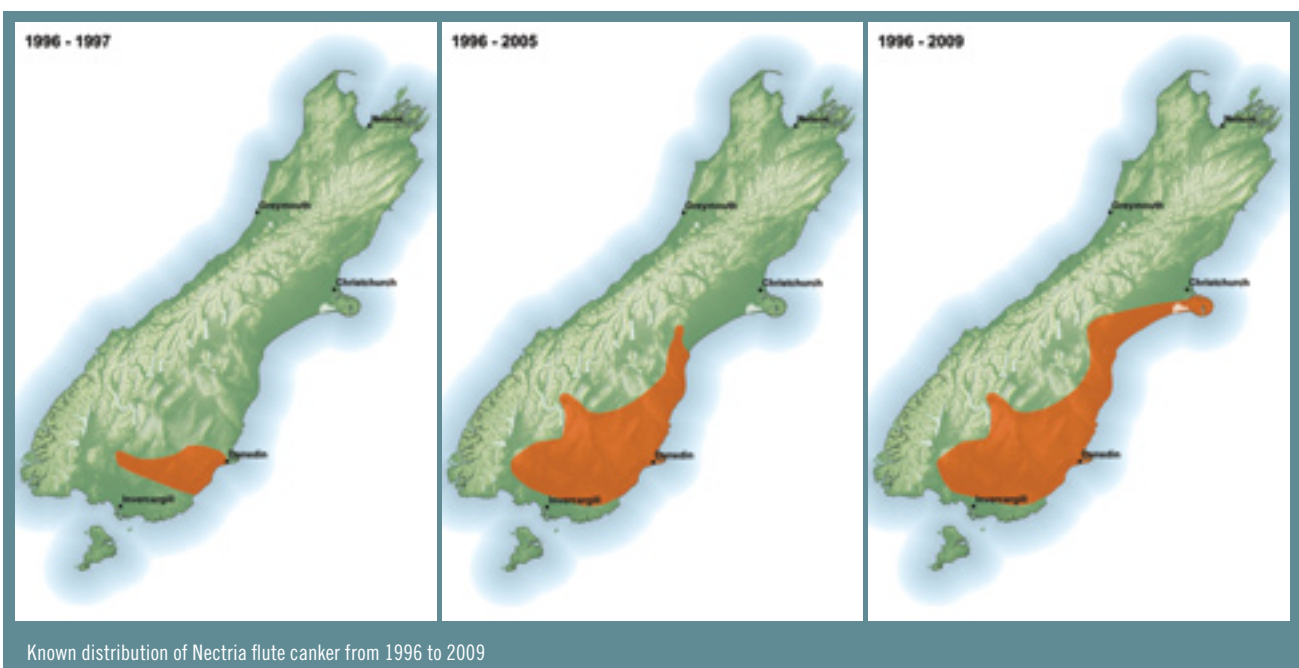 1996 - 1997
Nelson
Greymouth
Christchurch
Dunedin
Invercargill
1996 - 2005
Nelson
Greymouth
Christchurch
Dunedin
Invercargill
1996 - 2009
Nelson
Greymouth
Christchurch
Dunedin
Invercargill
Known distribution of Nectria flute canker from 1996 to 2009